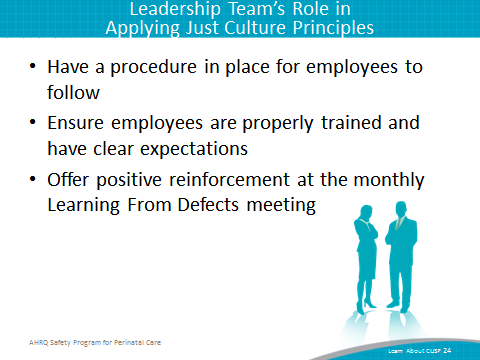 Leadership Team's Role in
Applying Just Culture Principles
• Have a procedure in place for employees to
follow
• Ensure employees are properly trained and
have clear expectations
• Offer positive reinforcement at the monthly
Learning From Defects meeting
AHRQ Safety Program for Perinatal Care
Learn About CUSP 24